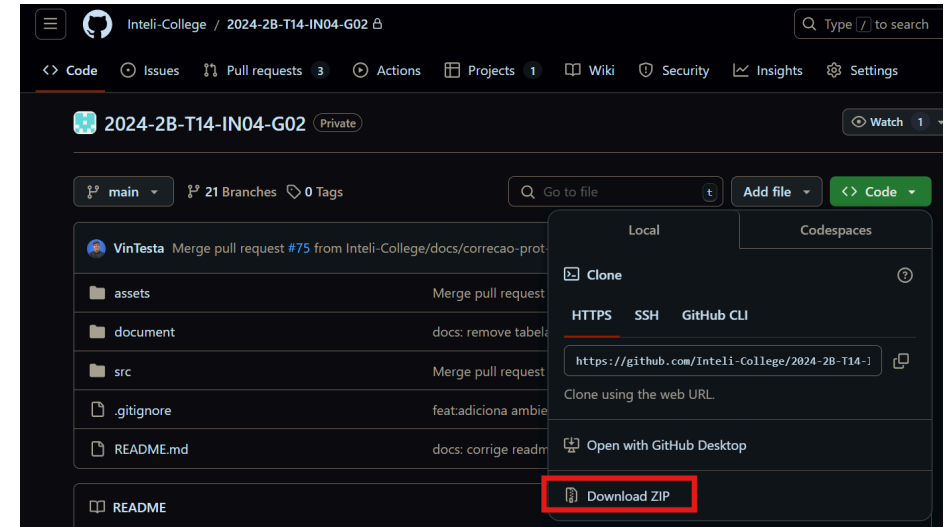 Inteli-College / 2024-2B-T14-IN04-G02
Type / to search
Code Issues Pull requests 3 Actions Projects 1 Wiki Security Insights Settings
2024-2B-T14-IN04-G02 Private
Watch 1
main 21 Branches 0 Tags
Go to file t
Add file
Code
Local
Codespaces
VinTesta Merge pull request #75 from Inteli-College/docs/correcao-prot-
Clone
assets Merge pull request
HTTPS SSH GitHub CLI
document docs: remove tabela
https://github.com/Inteli-College/2024-2B-T14-I
src Merge pull request
Clone using the web URL.
.gitignore feat:adiciona ambie
Open with GitHub Desktop
README.md docs: corrige readm
Download ZIP
README